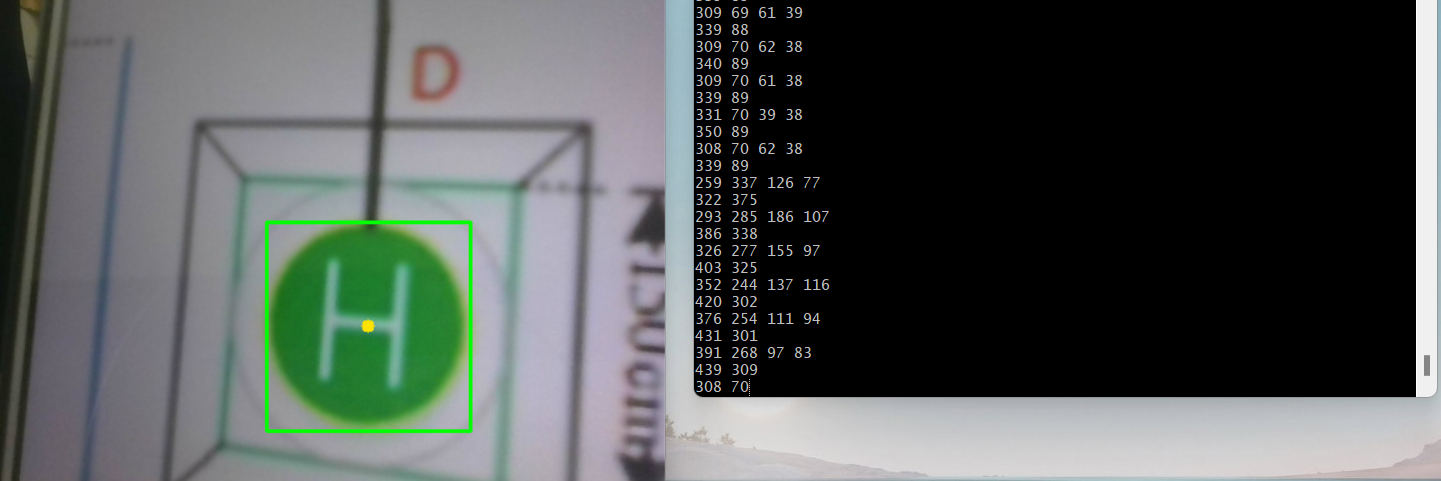 D
H
150cm
309 69 61 39
339 88
309 70 62 38
340 89
309 70 61 38
339 89
331 70 39 38
350 89
308 70 62 38
339 89
259 337 126 77
322 375
293 285 186 107
386 338
326 277 155 97
403 325
352 244 137 116
420 302
376 254 111 94
431 301
391 268 97 83
439 309
308 70